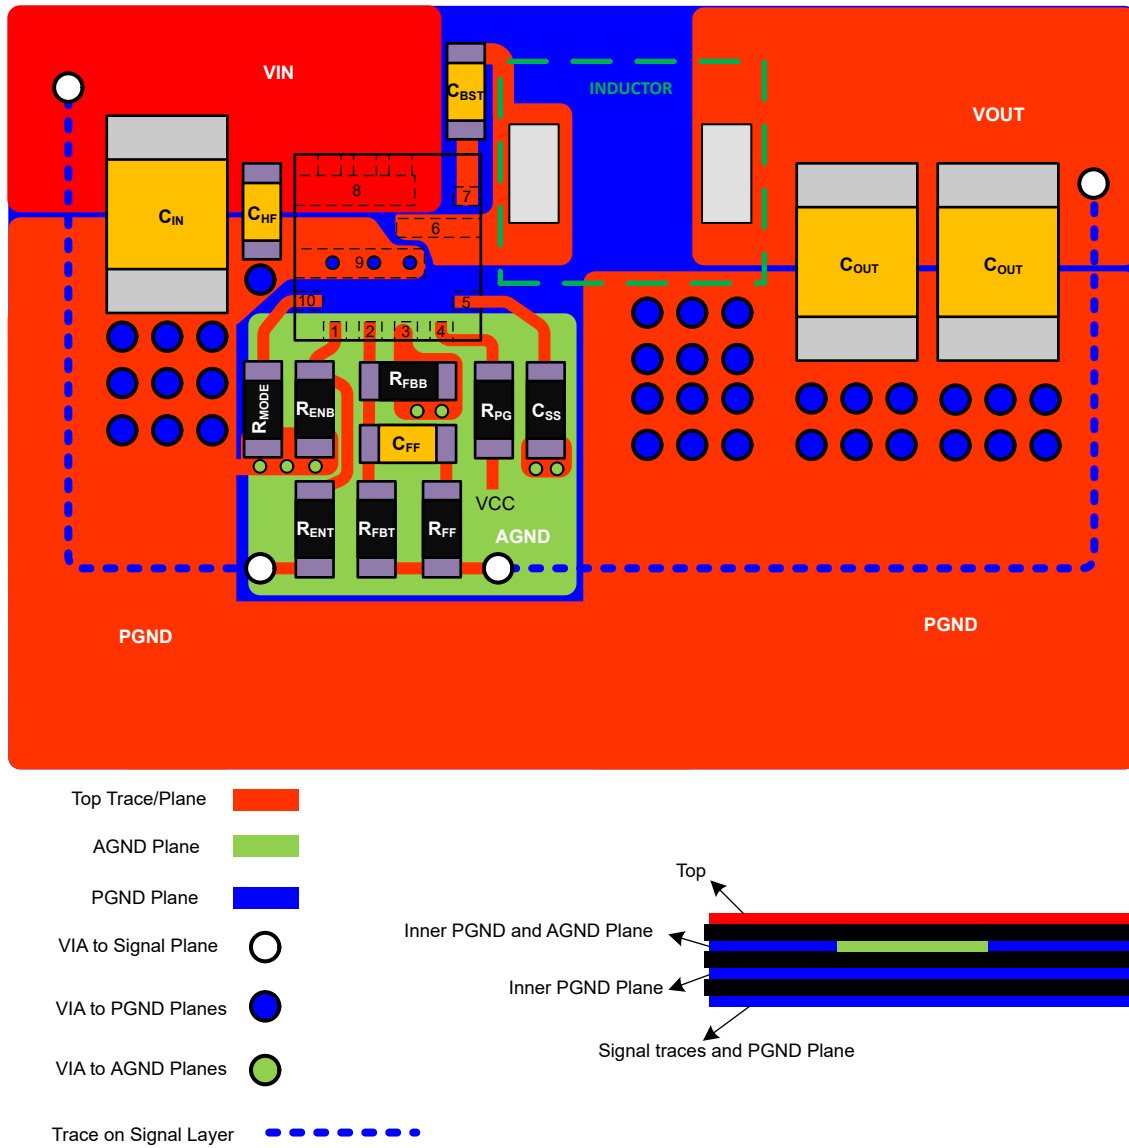 VIN
CBST
INDUCTOR
VOUT
CIN
CHF
8
7
6
9
COUT
COUT
10
5
1
2
3
4
RMODE
RENB
RFBB
RPG
CSS
CFF
VCC
RENT
RFBT
RFF
AGND
PGND
PGND
Top Trace/Plane
AGND Plane
PGND Plane
VIA to Signal Plane
VIA to PGND Planes
VIA to AGND Planes
Trace on Signal Layer
Top
Inner PGND and AGND Plane
Inner PGND Plane
Signal traces and PGND Plane